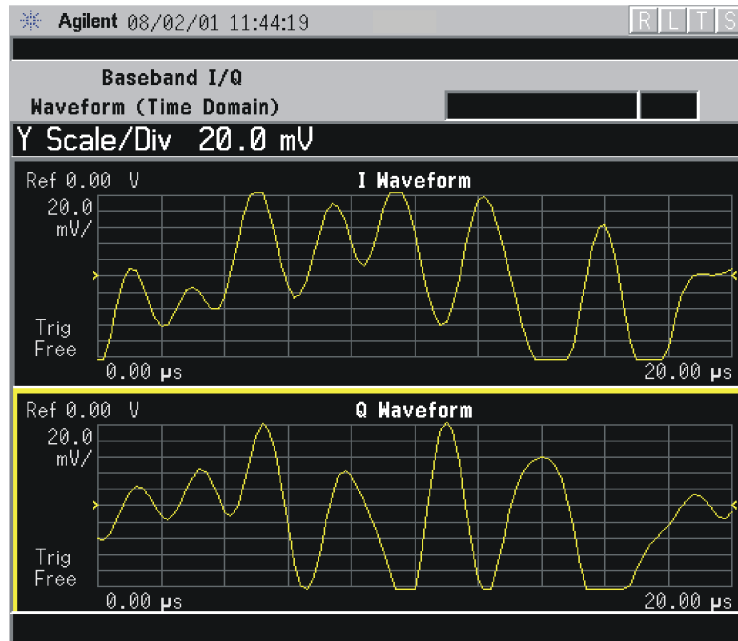 Agilent 08/02/01 11:44:19
R L T S
Baseband I/Q
Waveform (Time Domain)
Y Scale/Div 20.0 mV
Ref 0.00 V
I Waveform
20.0
mV/
Trig
Free
0.00 µs
20.00 µs
Ref 0.00 V
Q Waveform
20.0
mV/
Trig
Free
0.00 µs
20.00 µs